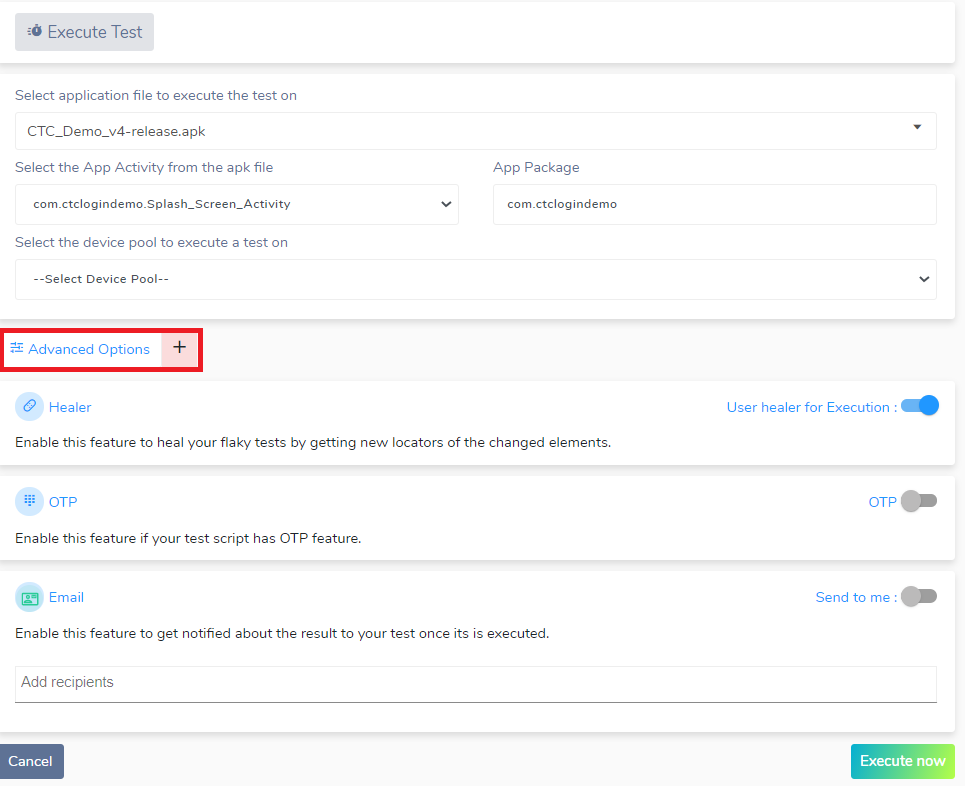 Execute Test
Select application file to execute the test on
CTC_Demo_v4-release.apk
Select the App Activity from the apk file
App Package
com.ctclogindemo.Splash_Screen_Activity
com.ctclogindemo
Select the device pool to execute a test on
--Select Device Pool--
Advanced Options +
Healer
User healer for Execution :
Enable this feature to heal your flaky tests by getting new locators of the changed elements.
OTP
OTP
Enable this feature if your test script has OTP feature.
Email
Send to me :
Enable this feature to get notified about the result to your test once its is executed.
Add recipients
Cancel
Execute now